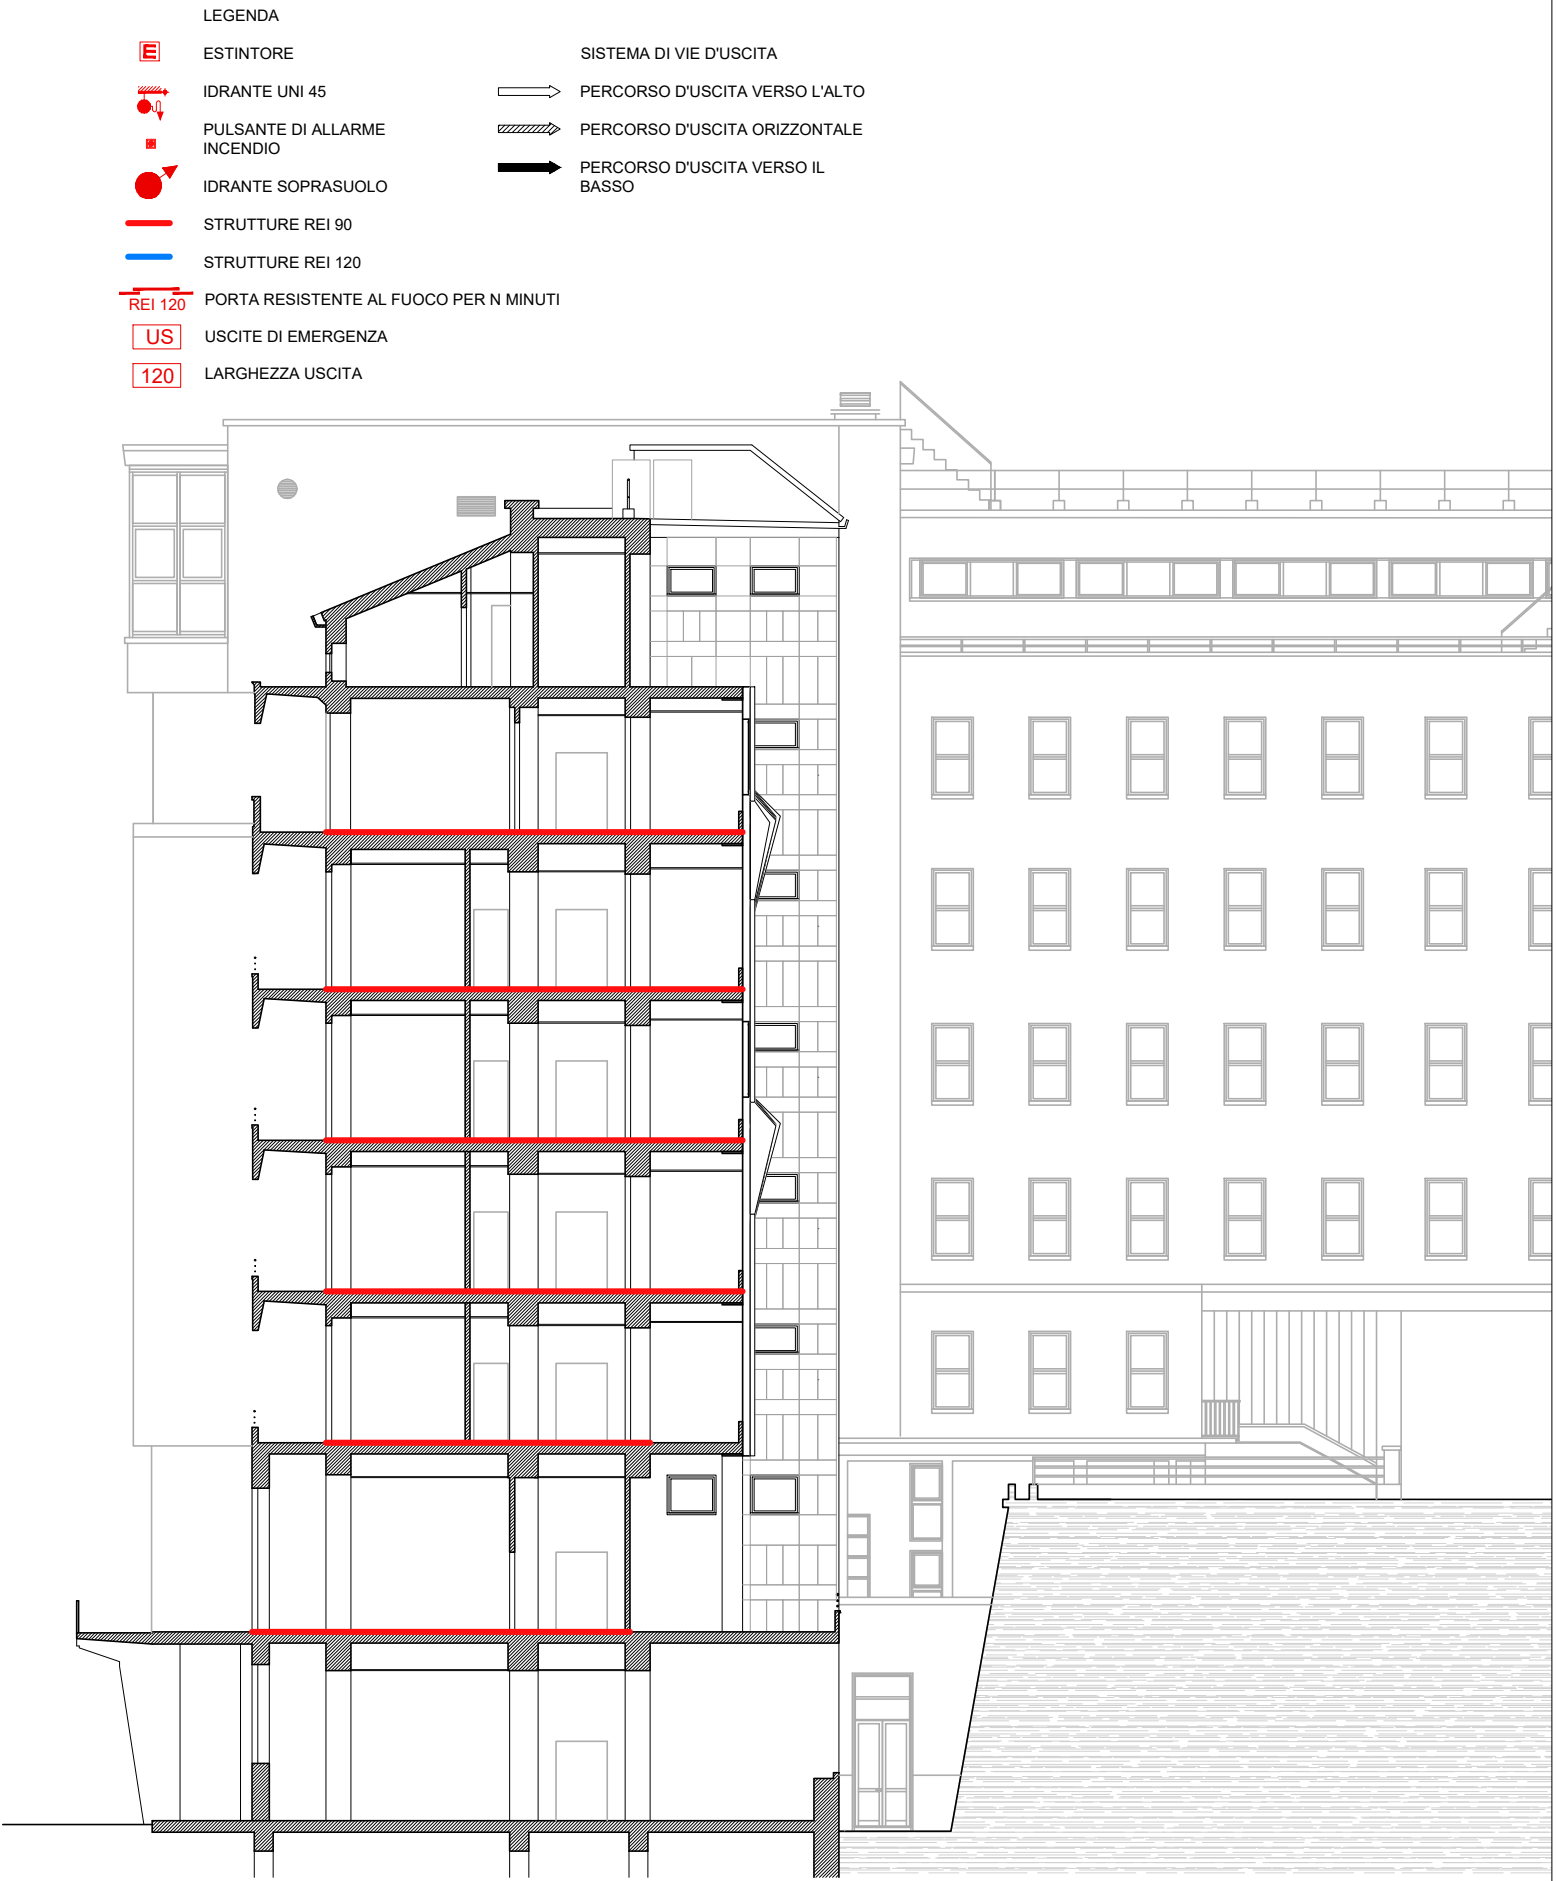 LEGENDA
E
ESTINTORE
IDRANTE UNI 45
PULSANTE DI ALLARME
INCENDIO
IDRANTE SOPRASUOLO
STRUTTURE REI 90
STRUTTURE REI 120
REI 120
PORTA RESISTENTE AL FUOCO PER N MINUTI
US
USCITE DI EMERGENZA
120
LARGHEZZA USCITA
SISTEMA DI VIE D'USCITA
PERCORSO D'USCITA VERSO L'ALTO
PERCORSO D'USCITA ORIZZONTALE
PERCORSO D'USCITA VERSO IL
BASSO